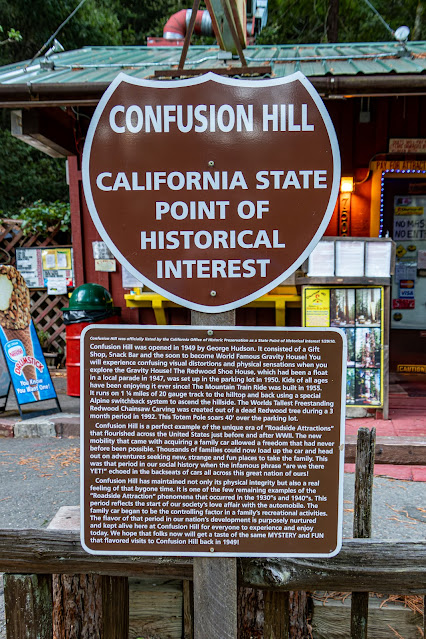 CONFUSION HILL
CALIFORNIA STATE
POINT OF
HISTORICAL
INTEREST
Confusion Hill was officially listed by the California Office of Historic Preservation as a State Point of Historical Interest
Confusion Hill was opened in 1949 by George Hudson. It consisted of a Gift
Shop, Snack Bar and the soon to become World Famous Gravity House! You
will experience confusing visual distortions and physical sensations when you
explore the Gravity House! The Redwood Shoe House, which had been a float
in a local parade in 1947, was set up in the parking lot in 1950. Kids of all ages
have been enjoying it ever since! The Mountain Train Ride was built in 1955.
It runs on 1 ¼ miles of 20 gauge track to the hilltop and back using a special
Alpine switchback system to ascend the hillside. The Worlds Tallest Freestanding
Redwood Chainsaw Carving was created out of a dead Redwood tree during a 3
month period in 1992. This Totem Pole soars 40' over the parking lot.
Confusion Hill is a perfect example of the unique era of "Roadside Attractions"
that flourished across the United States just before and after WWII. The new
mobility that came with acquiring a family car allowed a freedom that had never
before been possible. Thousands of families could now load up the car and head
out on adventures seeking new, strange and fun places to take the family. This
was that period in our social history when the infamous phrase "are we there
YET!" echoed in the backseats of cars all across this great nation of ours!
Confusion Hill has maintained not only its physical integrity but also a real
feeling of that bygone time. It is one of the few remaining examples of the
"Roadside Attraction" phenomena that occurred in the 1930"s and 1940"s. This
period reflects the start of our society's love affair with the automobile. The
family car began to be the controlling factor in a family's recreational activities.
The flavor of that period in our nation's development is purposely nurtured
and kept alive here at Confusion Hill for everyone to experience and enjoy
today. We hope that folks now will get a taste of the same MYSTERY and FUN
that flavored visits to Confusion Hill back in 1949!
DRUMSTICK